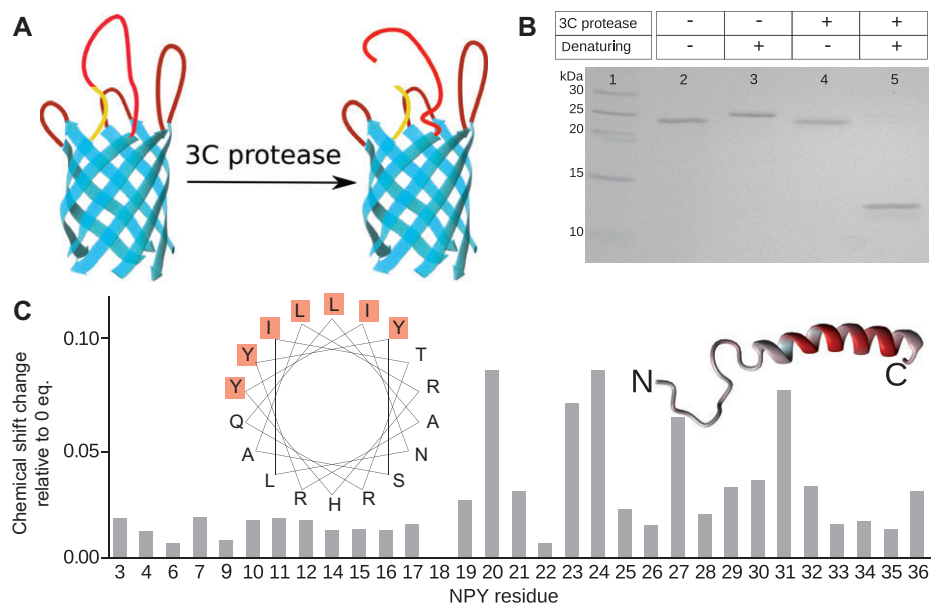 A
3C protease
B
3C protease - - + +
Denaturing - + - +
kDa 1 2 3 4 5
30
25
20
15
10
C
Chemical shift change
relative to 0 eq.
0.10
0.05
0.00
L
L I
I Y
Y T
Y R
Q A
A N
L S
R H R
N
C
3 4 6 7 9 10 11 12 14 15 16 17 18 19 20 21 22 23 24 25 26 27 28 29 30 31 32 33 34 35 36
NPY residue